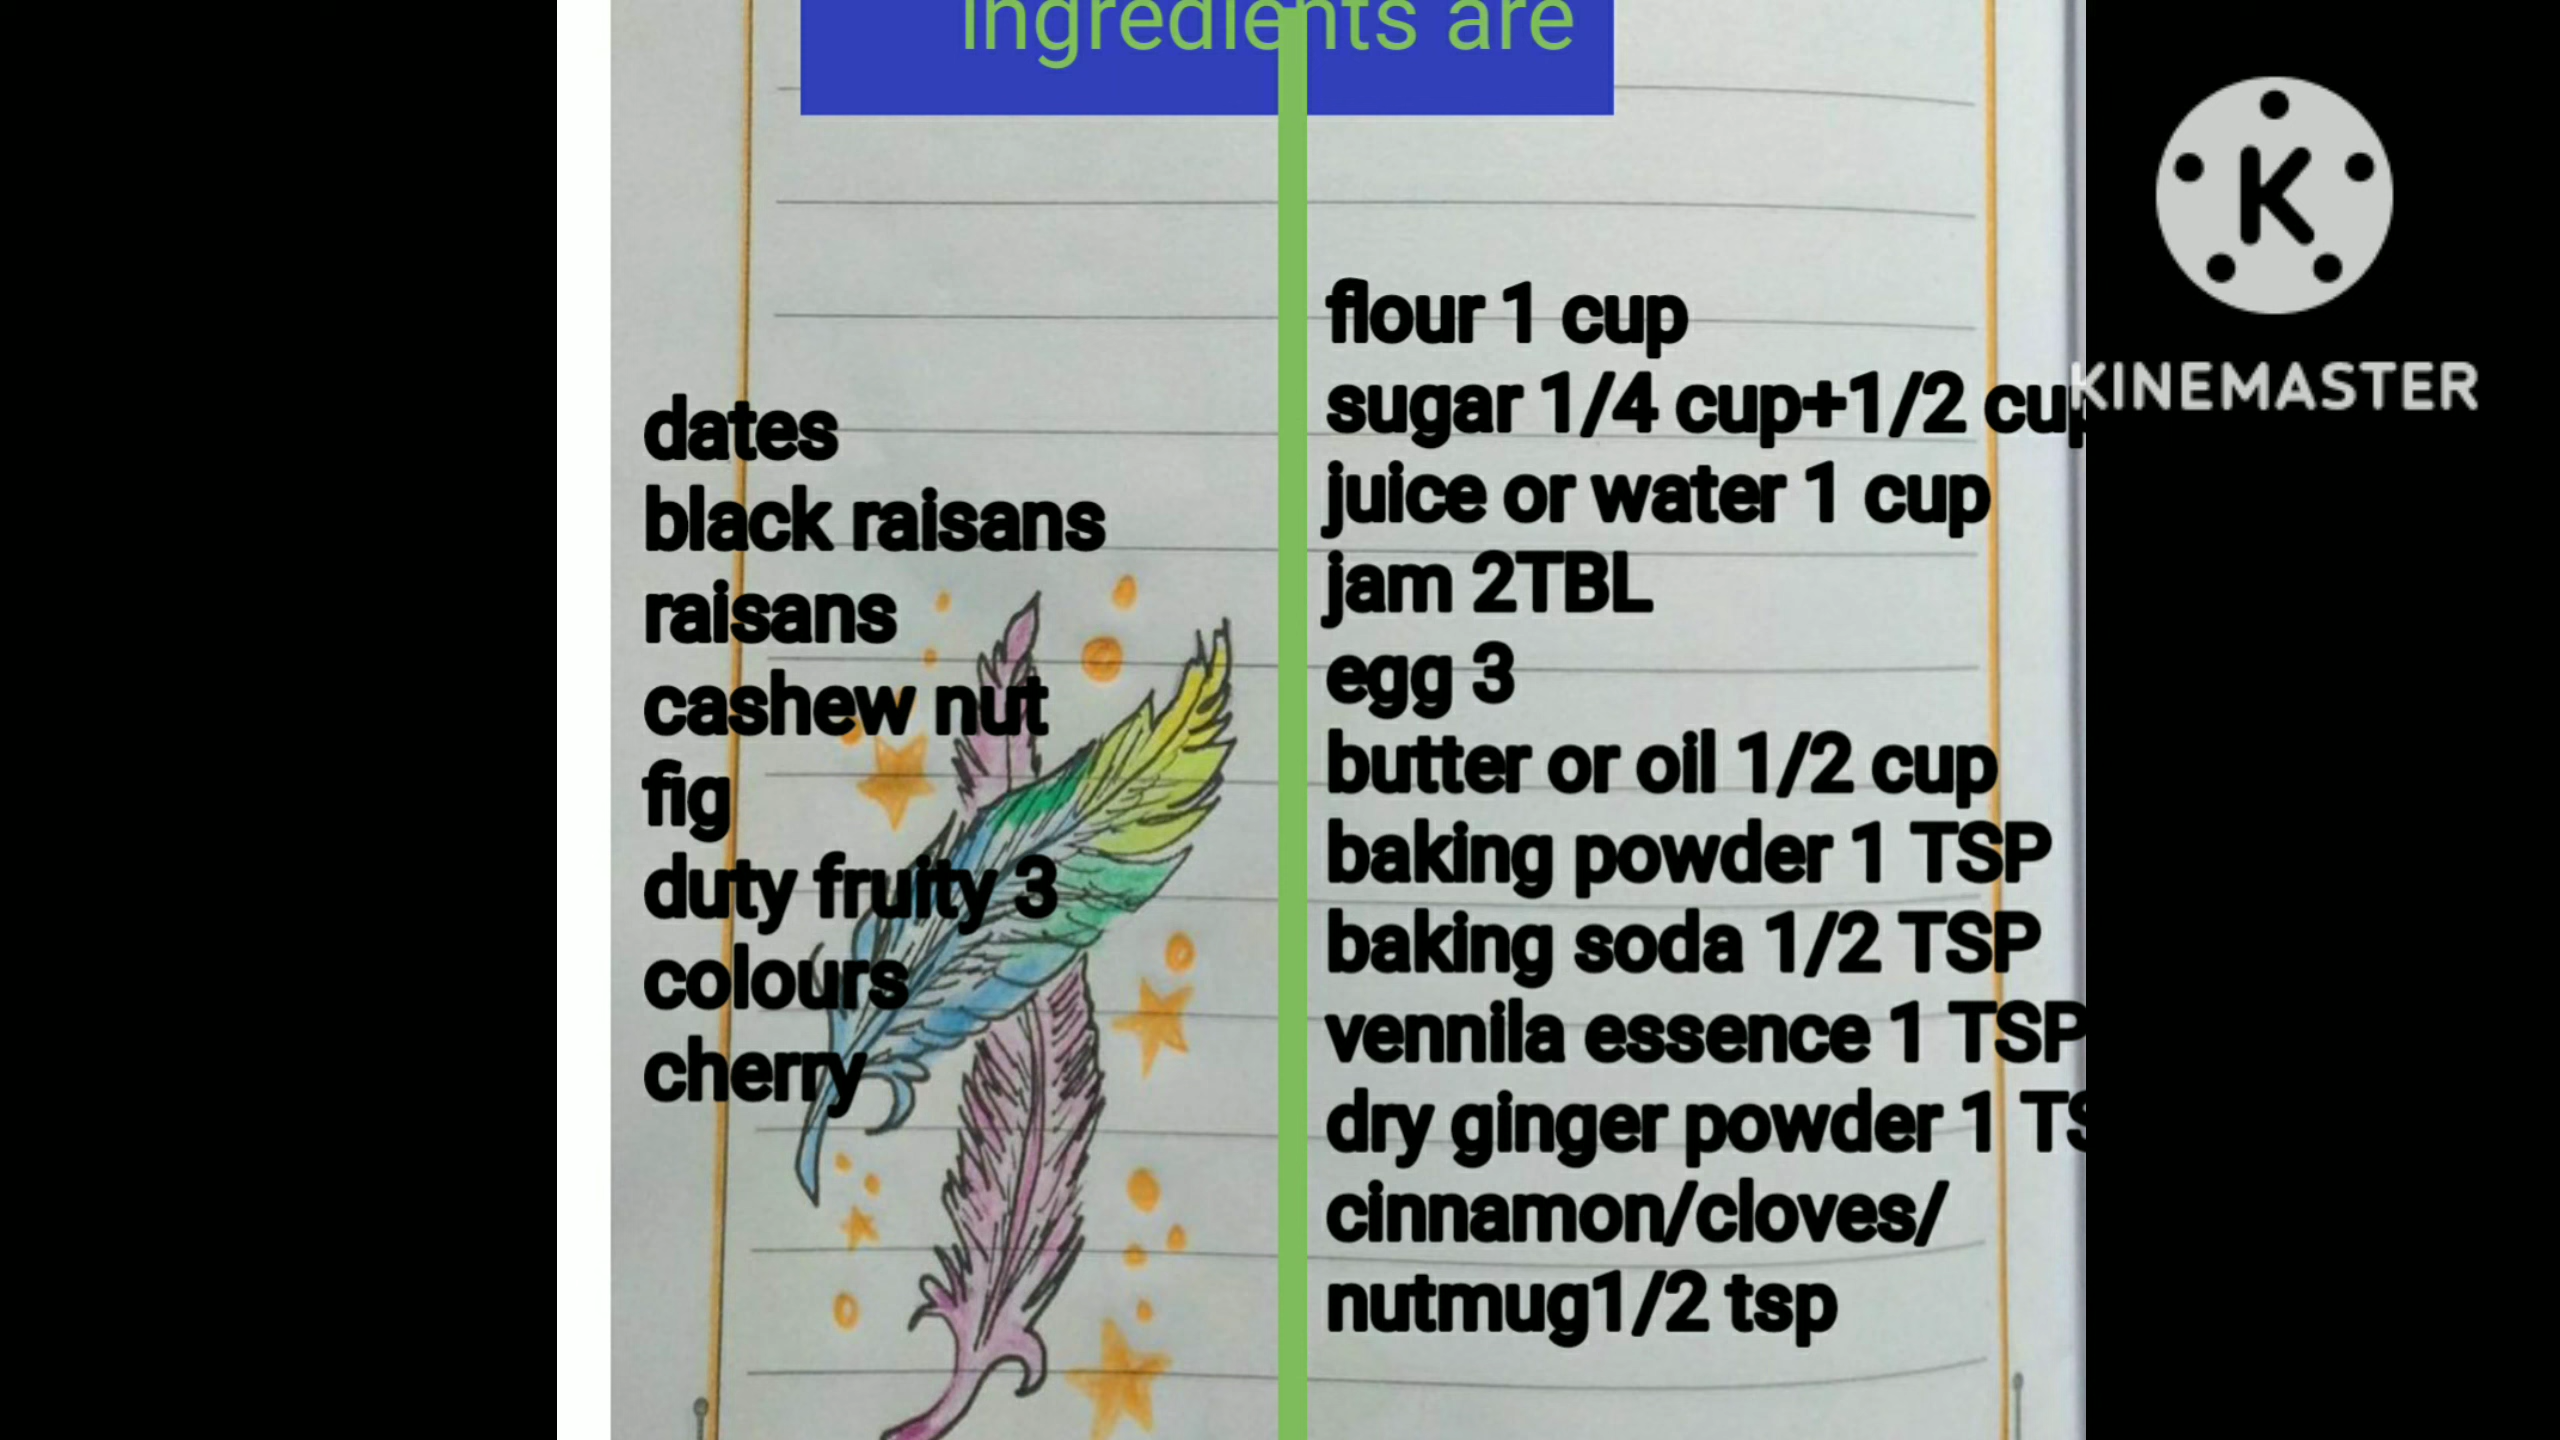 ingredients are
dates
black raisans
raisans
cashew nut
fig
duty fruity 3
colours
cherry
flour 1 cup
sugar 1/4 cup+1/2 cup
juice or water 1 cup
jam 2TBL
egg 3
butter or oil 1/2 cup
baking powder 1 TSP
baking soda 1/2 TSP
vennila essence 1 TSP
dry ginger powder 1 TS
cinnamon/cloves/
nutmug1/2 tsp
K
KINEMASTER